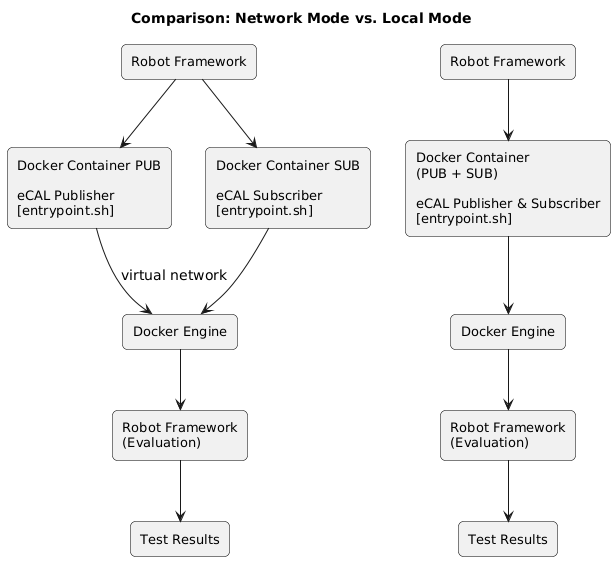 Comparison: Network Mode vs. Local Mode
Robot Framework
Docker Container PUB
eCAL Publisher
[entrypoint.sh]
Docker Container SUB
eCAL Subscriber
[entrypoint.sh]
virtual network
Docker Engine
Robot Framework
(Evaluation)
Test Results
Robot Framework
Docker Container
(PUB + SUB)
eCAL Publisher & Subscriber
[entrypoint.sh]
Docker Engine
Robot Framework
(Evaluation)
Test Results